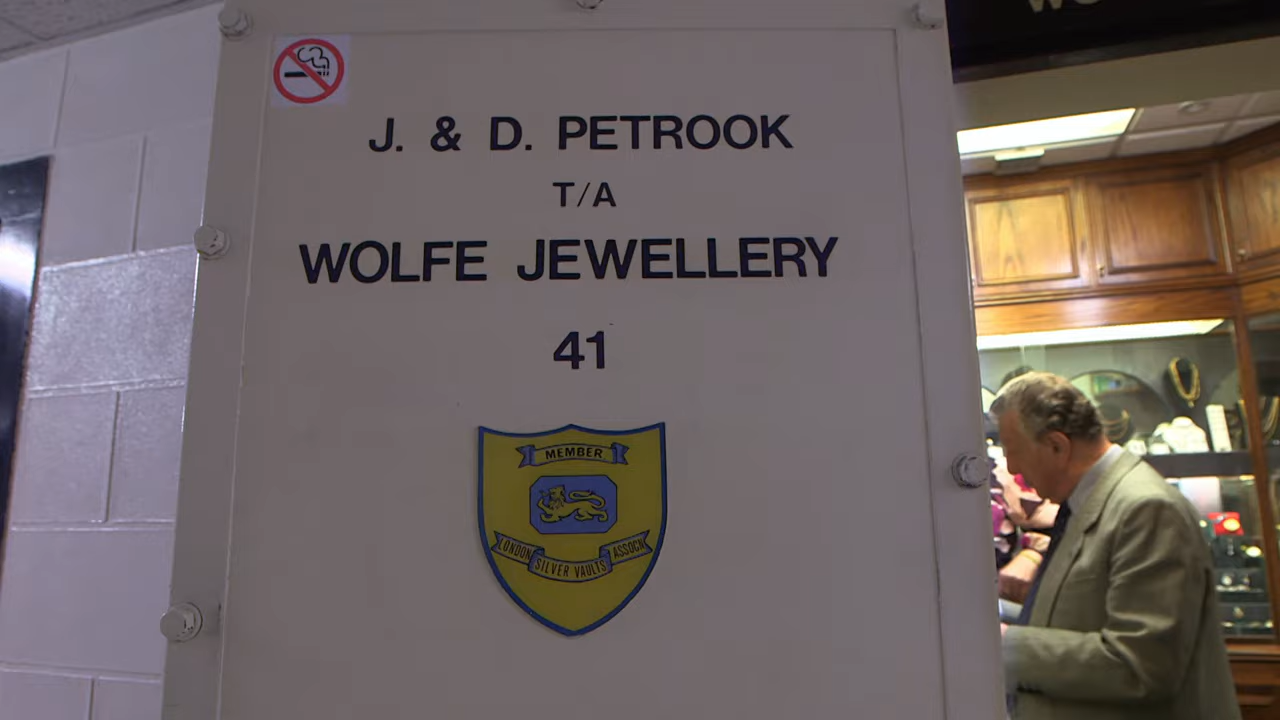 J. & D. PETROOK
T/A
WOLFE JEWELLERY
41
MEMBER
LONDON SILVER VAULTS ASSOCN